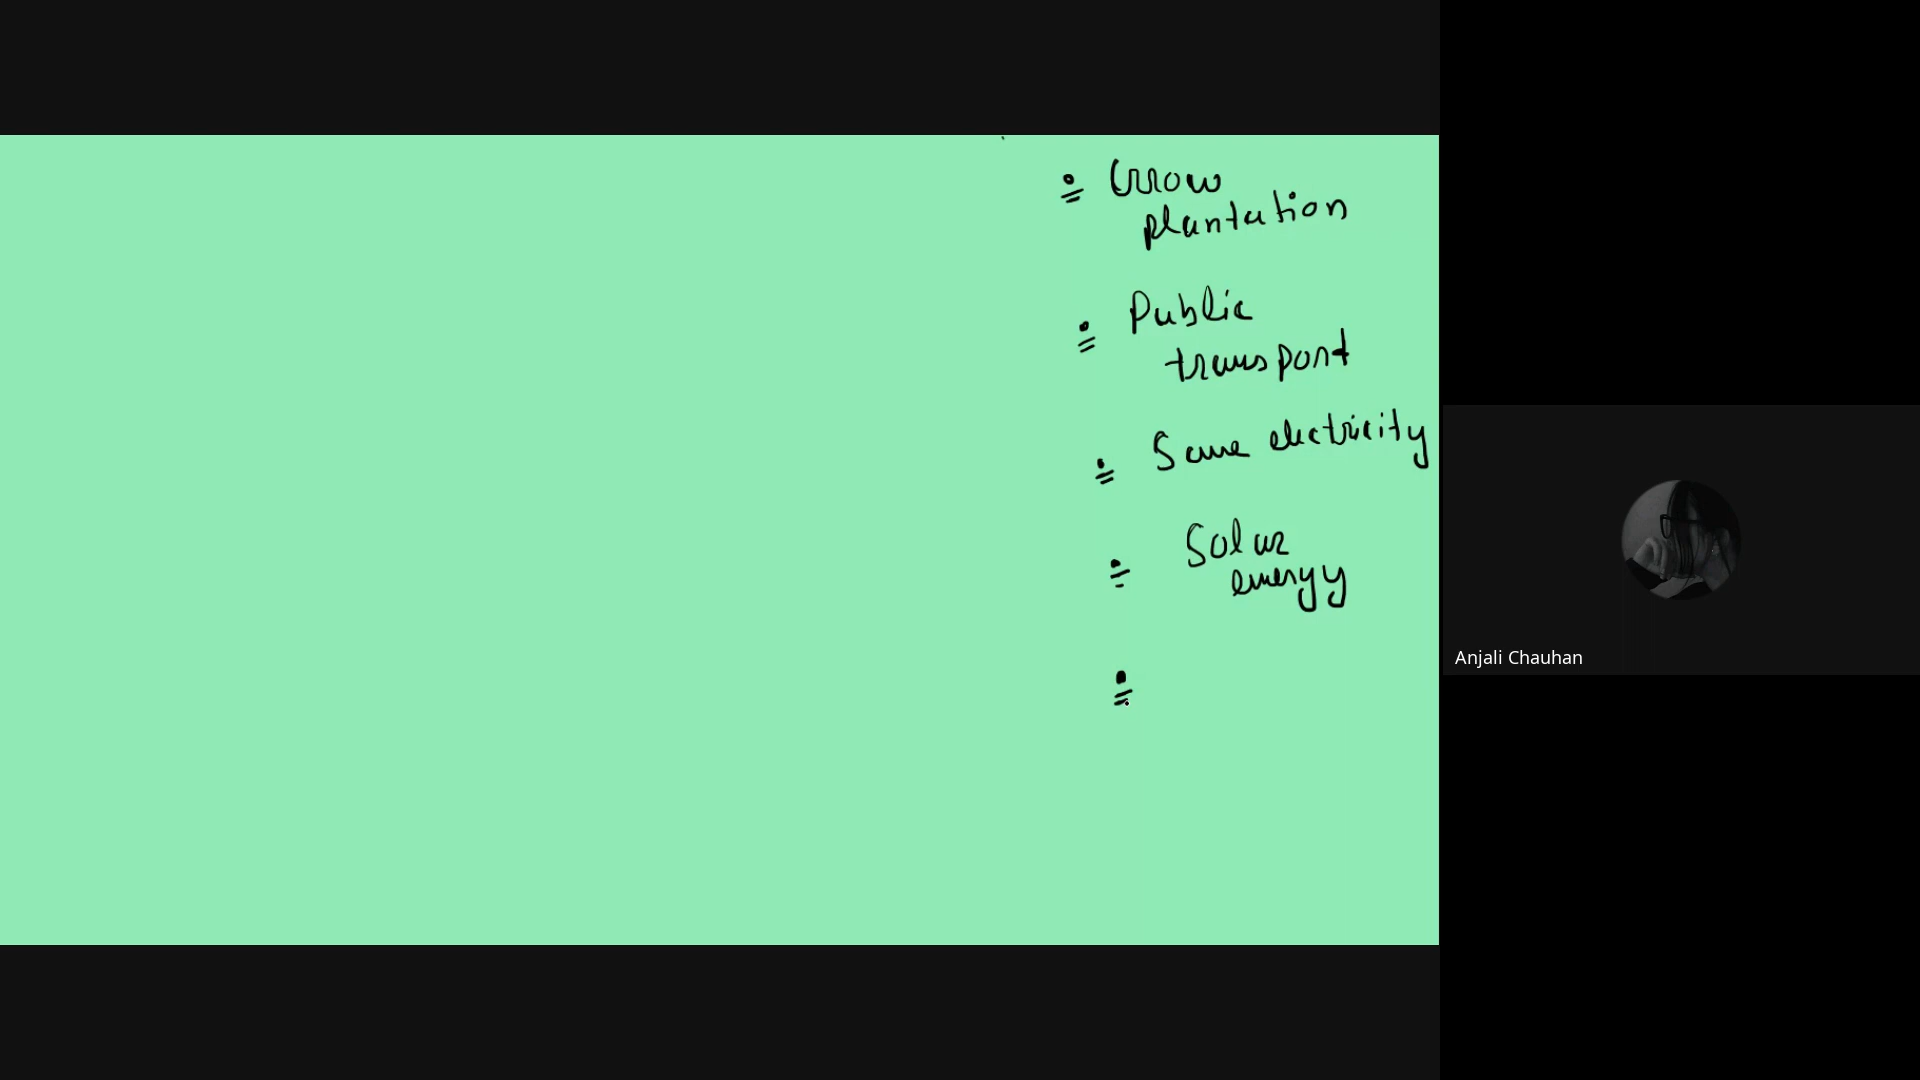 Grow
plantation
Public
transport
Save electricity
Solar
energy
Anjali Chauhan